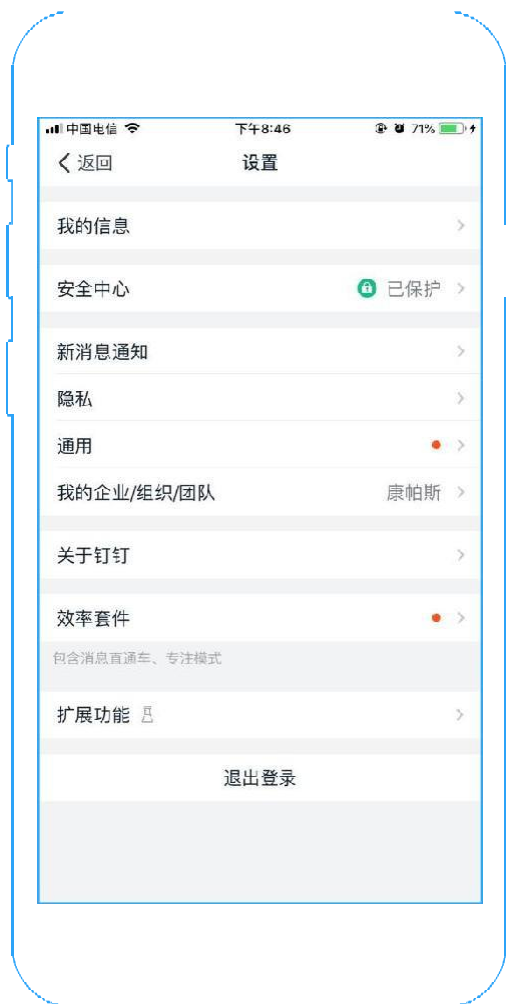 中国电信 下午8:46 71%
返回 设置
我的信息
安全中心 已保护
新消息通知
隐私
通用
我的企业/组织/团队 康帕斯
关于钉钉
效率套件
包含消息直通车、专注模式
扩展功能
退出登录